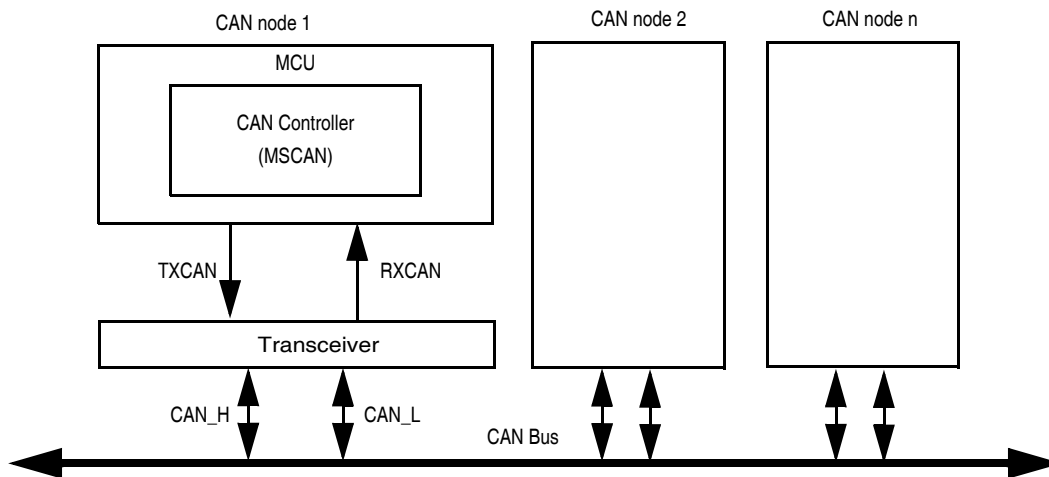 CAN node 1
CAN node 2
CAN node n
MCU
CAN Controller
(MSCAN)
TXCAN
RXCAN
Transceiver
CAN_H
CAN_L
CAN Bus